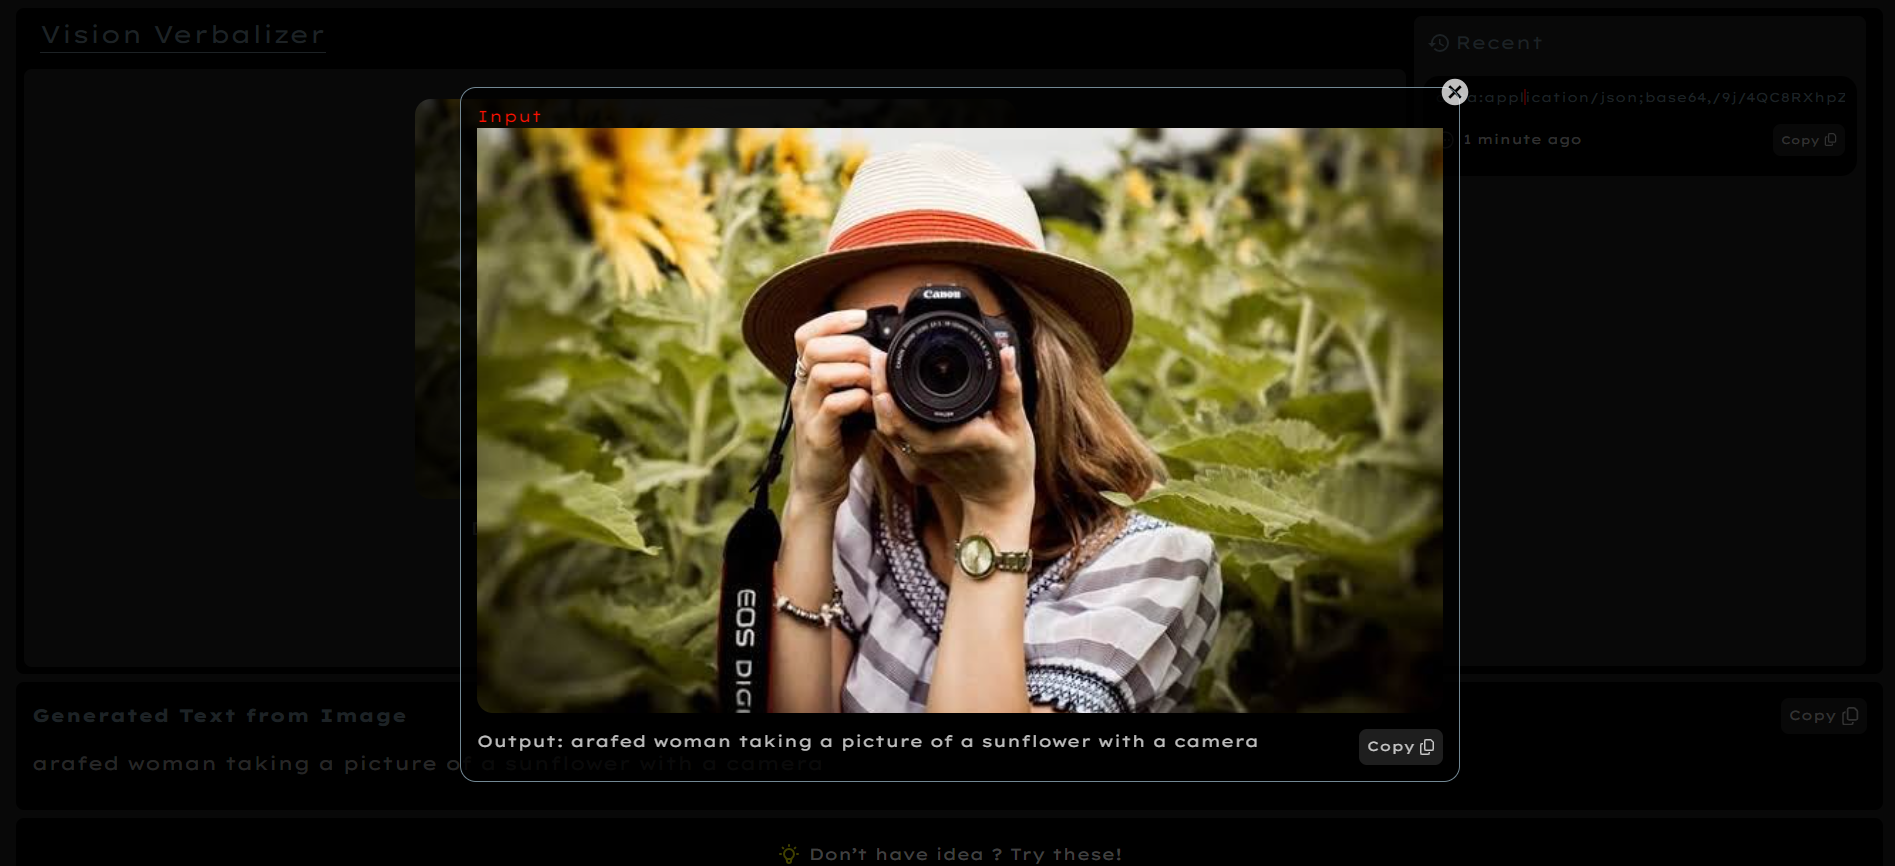 Vision Verbalizer
Recent
a:application/json;base64,/9j/4QC8RXhpZ
1 minute ago
Copy
Input
Canon
EOS DIGI
Output: arafed woman taking a picture of a sunflower with a camera
Copy
Generated Text from Image
Copy
arafed woman taking a picture of a sunflower with a camera
Don't have idea ? Try these!